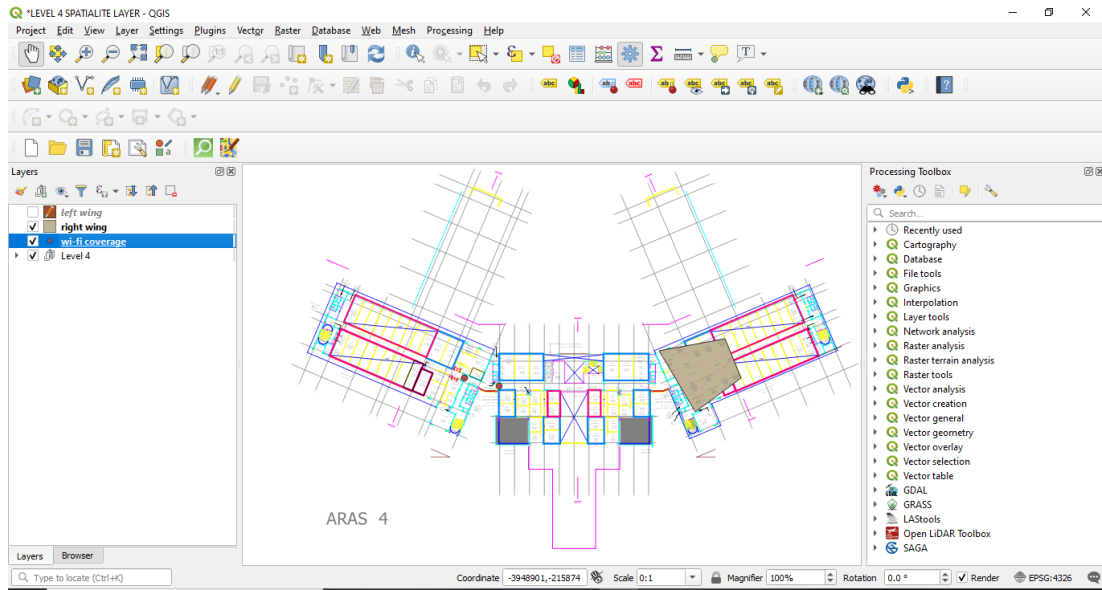 *LEVEL 4 SPATIALITE LAYER - QGIS
Project Edit View Layer Settings Plugins Vector Raster Database Web Mesh Processing Help
Layers
left wing
right wing
wi-fi coverage
Level 4
Layers Browser
ARAS 4
Processing Toolbox
Search...
Recently used
Cartography
Database
File tools
Graphics
Interpolation
Layer tools
Network analysis
Raster analysis
Raster terrain analysis
Raster tools
Vector analysis
Vector creation
Vector general
Vector geometry
Vector overlay
Vector selection
Vector table
GDAL
GRASS
LAStools
Open LiDAR Toolbox
SAGA
Type to locate (Ctrl+K)
Coordinate -3948901,-215874 Scale 0:1 Magnifier 100% Rotation 0.0 ° Render EPSG:4326